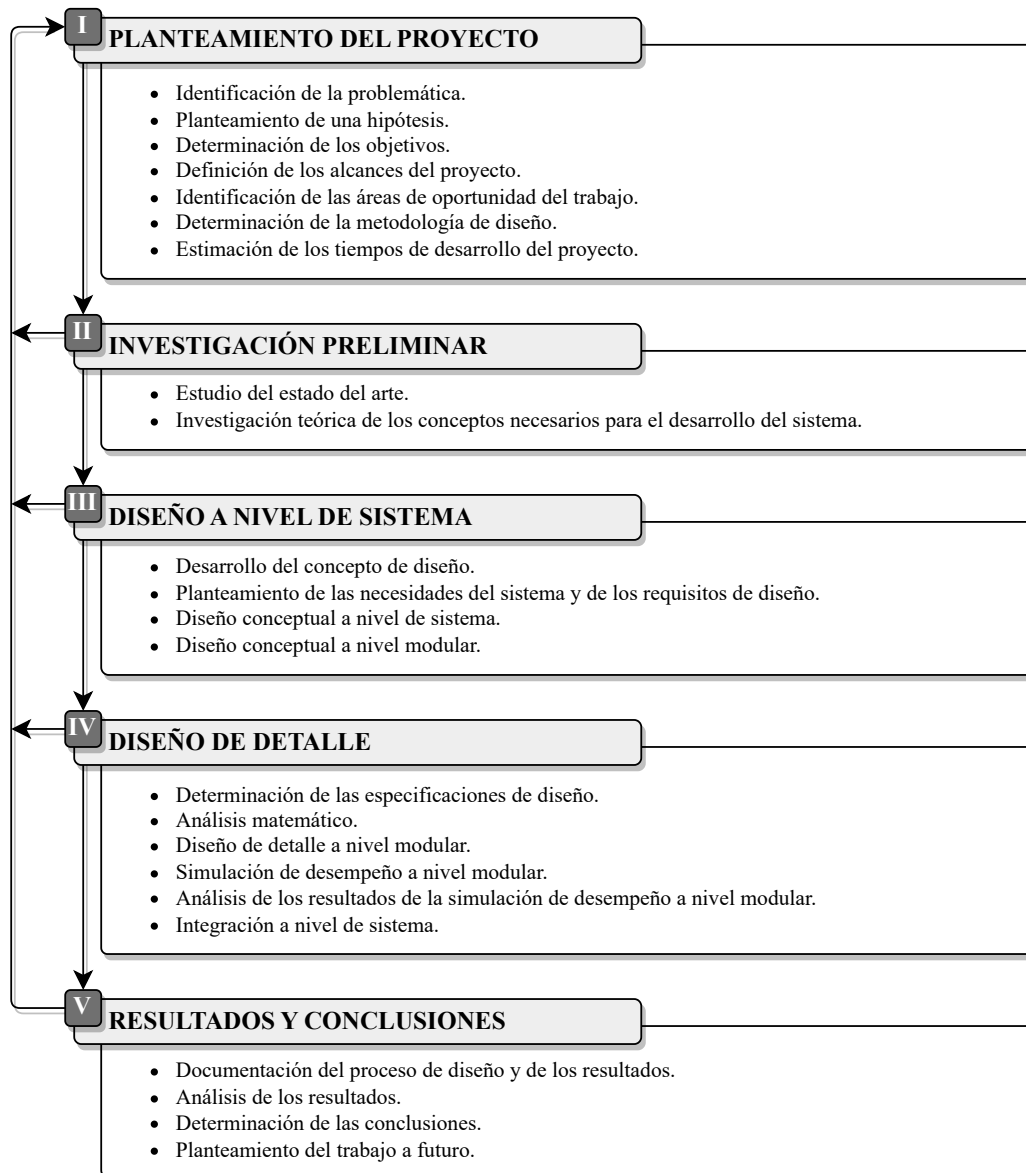 I
PLANTEAMIENTO DEL PROYECTO
• Identificación de la problemática.
• Planteamiento de una hipótesis.
• Determinación de los objetivos.
• Definición de los alcances del proyecto.
• Identificación de las áreas de oportunidad del trabajo.
• Determinación de la metodología de diseño.
• Estimación de los tiempos de desarrollo del proyecto.
II
INVESTIGACIÓN PRELIMINAR
• Estudio del estado del arte.
• Investigación teórica de los conceptos necesarios para el desarrollo del sistema.
III
DISEÑO A NIVEL DE SISTEMA
• Desarrollo del concepto de diseño.
• Planteamiento de las necesidades del sistema y de los requisitos de diseño.
• Diseño conceptual a nivel de sistema.
• Diseño conceptual a nivel modular.
IV
DISEÑO DE DETALLE
• Determinación de las especificaciones de diseño.
• Análisis matemático.
• Diseño de detalle a nivel modular.
• Simulación de desempeño a nivel modular.
• Análisis de los resultados de la simulación de desempeño a nivel modular.
• Integración a nivel de sistema.
V
RESULTADOS Y CONCLUSIONES
• Documentación del proceso de diseño y de los resultados.
• Análisis de los resultados.
• Determinación de las conclusiones.
• Planteamiento del trabajo a futuro.